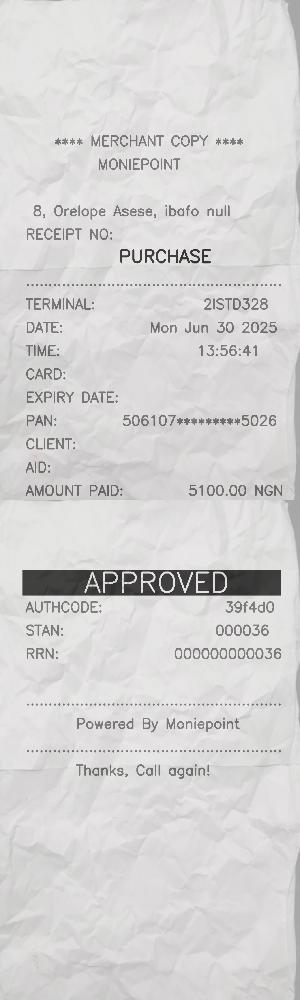 **** MERCHANT COPY ****
MONIEPOINT
8, Orelope Asese, ibafo null
RECEIPT NO:
PURCHASE
TERMINAL: 2ISTD328
DATE: Mon Jun 30 2025
TIME: 13:56:41
CARD:
EXPIRY DATE:
PAN: 506107*********5026
CLIENT:
AID:
AMOUNT PAID: 5100.00 NGN
APPROVED
AUTHCODE: 39f4d0
STAN: 000036
RRN: 000000000036
Powered By Moniepoint
Thanks, Call again!